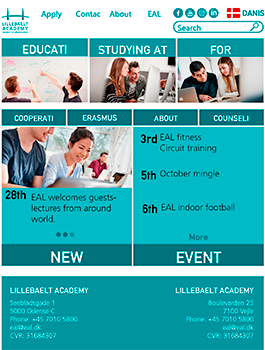 LILLEBAELT
ACADEMY
Apply Contac About EAL DANIS
Search
EDUCATI STUDYING AT FOR
COOPERATI ERASMUS ABOUT COUNSELI
3rd EAL fitness
Circuit training
5th October mingle
6th EAL indoor football
More
28th EAL welcomes guests-
lectures from around
world.
NEW EVENT
LILLEBAELT ACADEMY
Seebladsgade 1
5000 Odense C
Phone: +45 7010 5800
eal@eal.dk
CVR: 31684307
LILLEBAELT ACADEMY
Boulevarden 25
7100 Vejle
Phone: +45 7010 5800
eal@eal.dk
CVR: 31684307